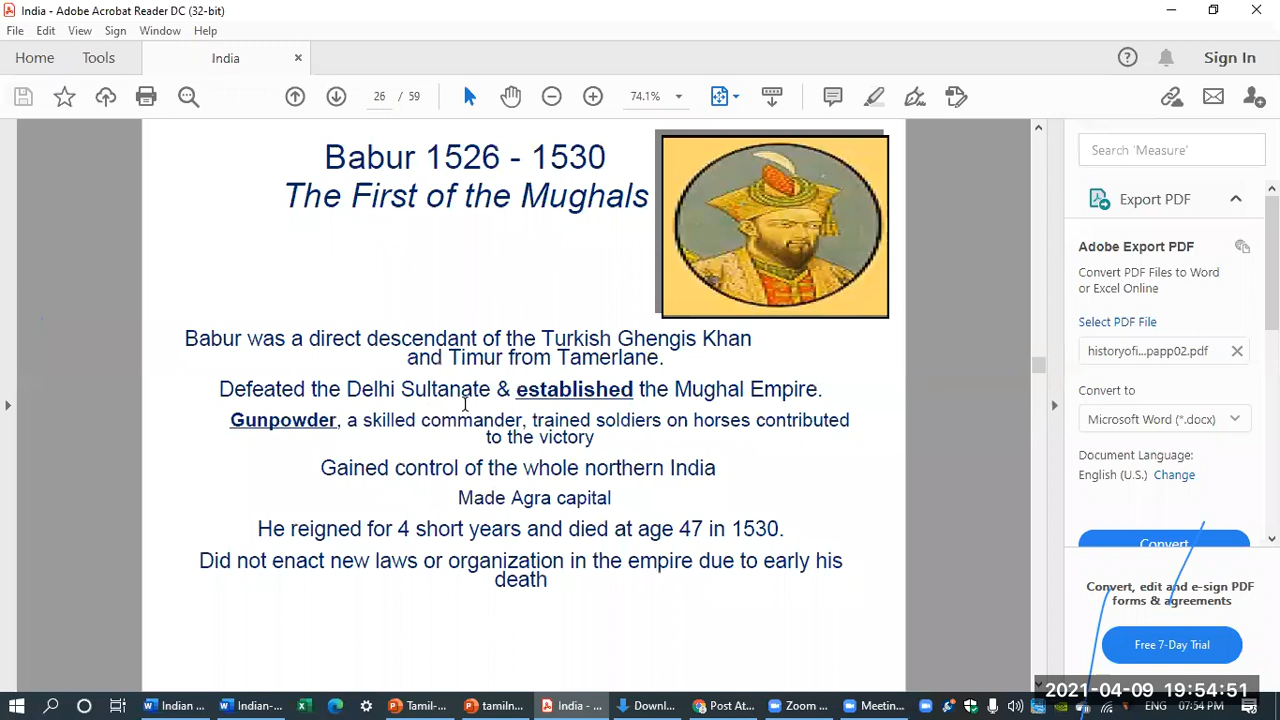 India - Adobe Acrobat Reader DC (32-bit)
File Edit View Sign Window Help
Home Tools India × Sign In
26 / 59 74.1%
Babur 1526 - 1530
The First of the Mughals
Babur was a direct descendant of the Turkish Ghengis Khan
and Timur from Tamerlane.
Defeated the Delhi Sultanate & established the Mughal Empire.
Gunpowder, a skilled commander, trained soldiers on horses contributed
to the victory
Gained control of the whole northern India
Made Agra capital
He reigned for 4 short years and died at age 47 in 1530.
Did not enact new laws or organization in the empire due to early his
death
Search 'Measure'
Export PDF
Adobe Export PDF
Convert PDF Files to Word
or Excel Online
Select PDF File
historyofi...papp02.pdf
Convert to
Microsoft Word (*.docx)
Document Language:
English (U.S.) Change
Convert
Convert, edit and e-sign PDF
forms & agreements
Free 7-Day Trial
2021-04-09 19:54:51
Indian ... Indian-... Tamil-... tamiln... India - ... Downl... Post At... Zoom ... Meetin... ENG 07:54 PM